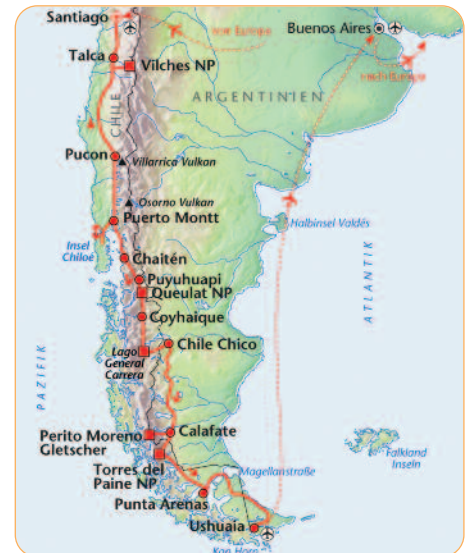 Santiago
Buenos Aires
Talca
Vilches NP
ARGENTINIEN
CHILE
Pucon
Villarrica Vulkan
Osorno Vulkan
Puerto Montt
Halbinsel Valdés
Insel
Chiloé
Chaitén
Puyuhuapi
Queulat NP
Coyhaique
ATLANTIK
Lago
General
Carrera
Chile Chico
PAZIFIK
Perito Moreno
Gletscher
Calafate
Torres del
Paine NP
Magellanstraße
Falkland
Inseln
Punta Arenas
Ushuaia
Kap Horn